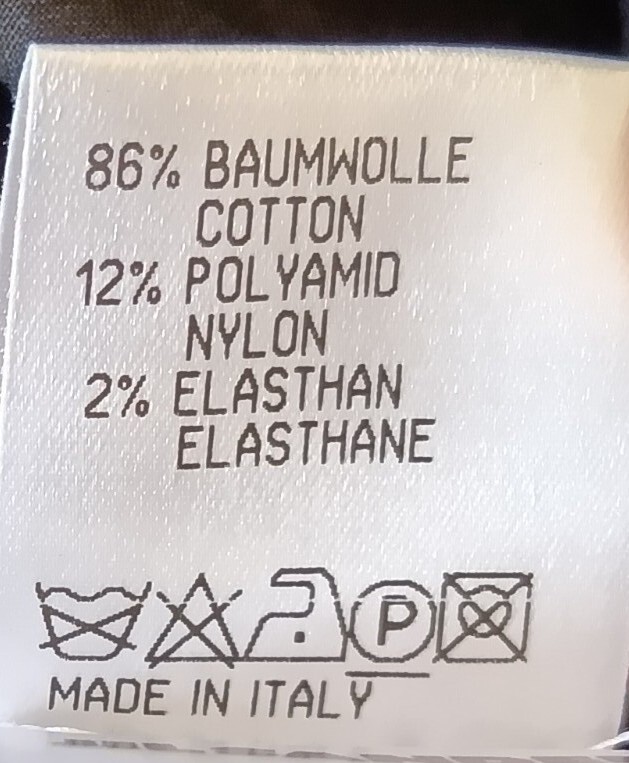 86% BAUMWOLLE
COTTON
12% POLYAMID
NYLON
2% ELASTHAN
ELASTHANE
P
MADE IN ITALY